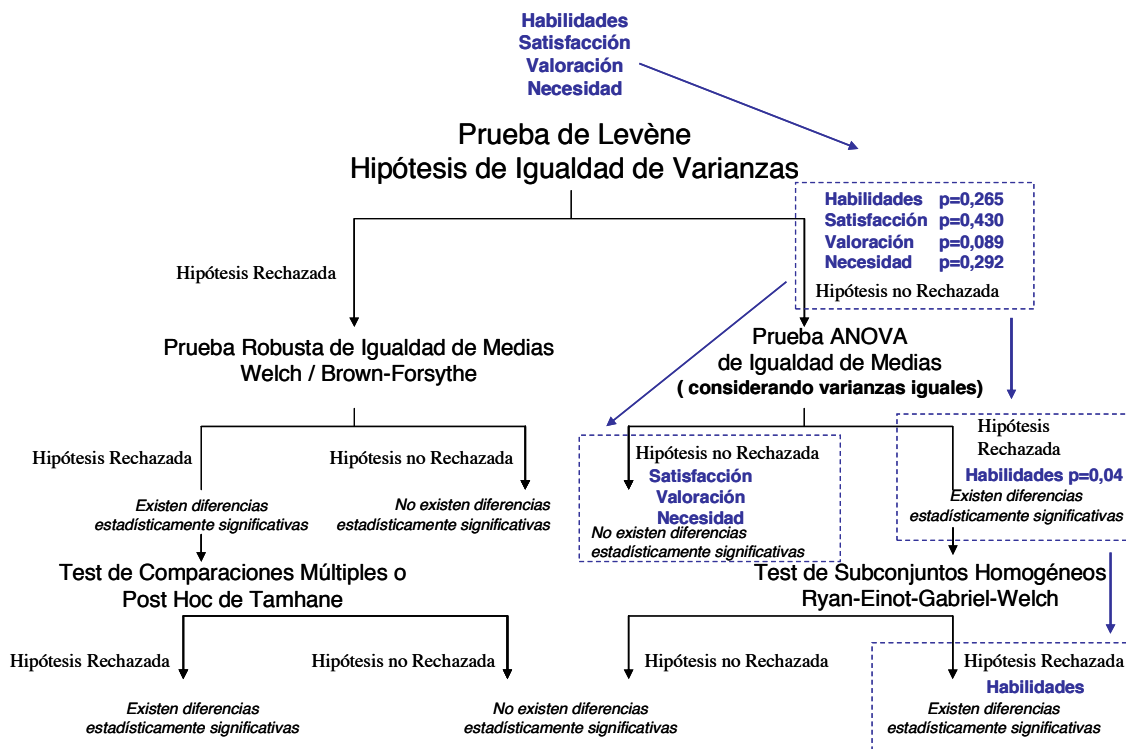 Habilidades
Satisfacción
Valoración
Necesidad
Prueba de Levène
Hipótesis de Igualdad de Varianzas
Habilidades p=0,265
Satisfacción p=0,430
Valoración p=0,089
Necesidad p=0,292
Hipótesis no Rechazada
Hipótesis Rechazada
Prueba Robusta de Igualdad de Medias
Welch / Brown-Forsythe
Prueba ANOVA
de Igualdad de Medias
( considerando varianzas iguales)
Hipótesis Rechazada
Existen diferencias
estadísticamente significativas
Hipótesis no Rechazada
No existen diferencias
estadísticamente significativas
Hipótesis no Rechazada
Satisfacción
Valoración
Necesidad
No existen diferencias
estadísticamente significativas
Hipótesis
Rechazada
Habilidades p=0,04
Existen diferencias
estadísticamente significativas
Test de Comparaciones Múltiples o
Post Hoc de Tamhane
Test de Subconjuntos Homogéneos
Ryan-Einot-Gabriel-Welch
Hipótesis Rechazada
Existen diferencias
estadísticamente significativas
Hipótesis no Rechazada
Hipótesis no Rechazada
No existen diferencias
estadísticamente significativas
Hipótesis Rechazada
Habilidades
Existen diferencias
estadísticamente significativas